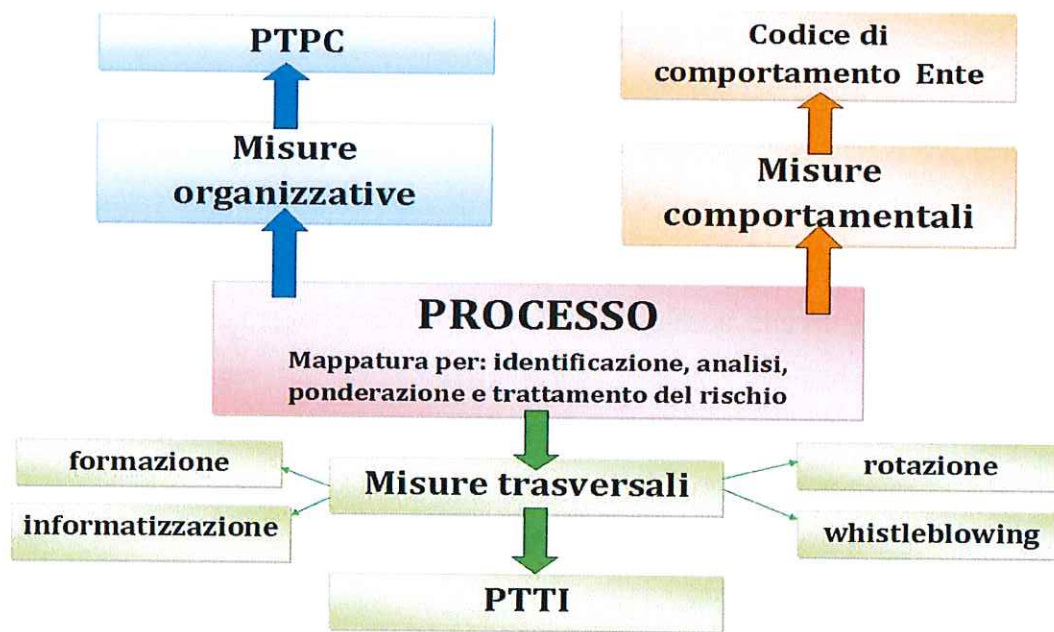 PTPC
Codice di
comportamento Ente
Misure
organizzative
Misure
comportamentali
PROCESSO
Mappatura per: identificazione, analisi,
ponderazione e trattamento del rischio
formazione
Misure trasversali
rotazione
informatizzazione
whistleblowing
PTTI